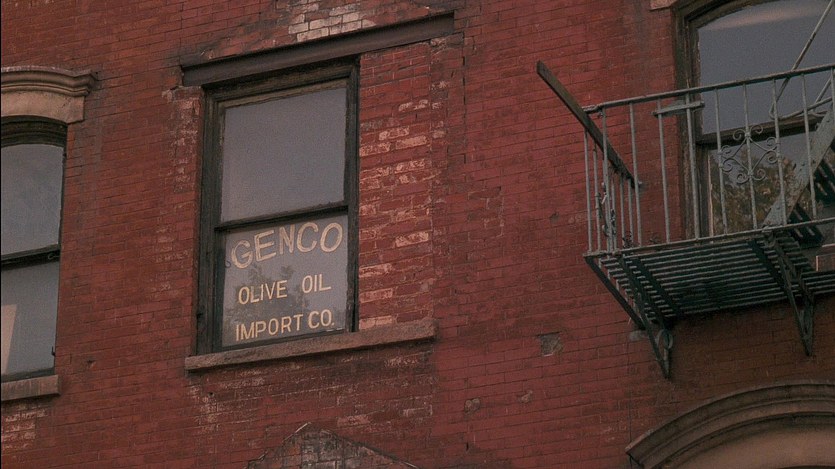 GENCO
OLIVE OIL
IMPORT CO.